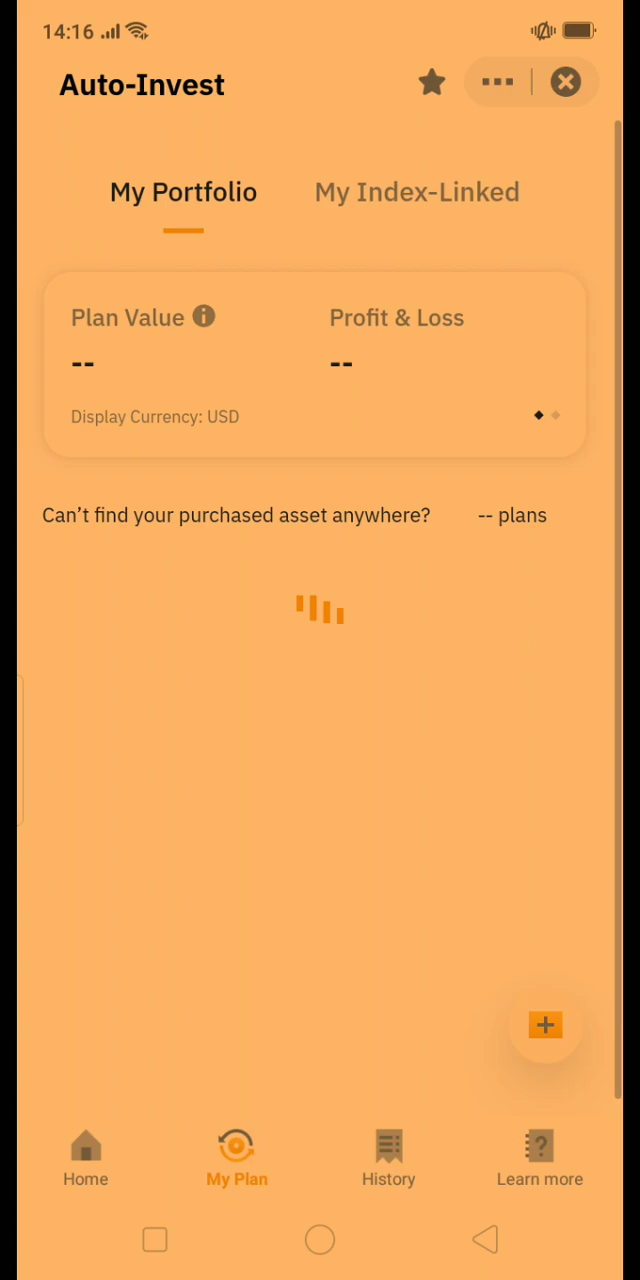 14:16
Auto-Invest
My Portfolio My Index-Linked
Plan Value Profit & Loss
-- --
Display Currency: USD
Can’t find your purchased asset anywhere? -- plans
Home My Plan History Learn more